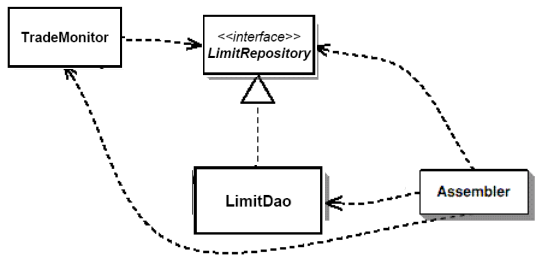 TradeMonitor
<<interface>>
LimitRepository
LimitDao
Assembler